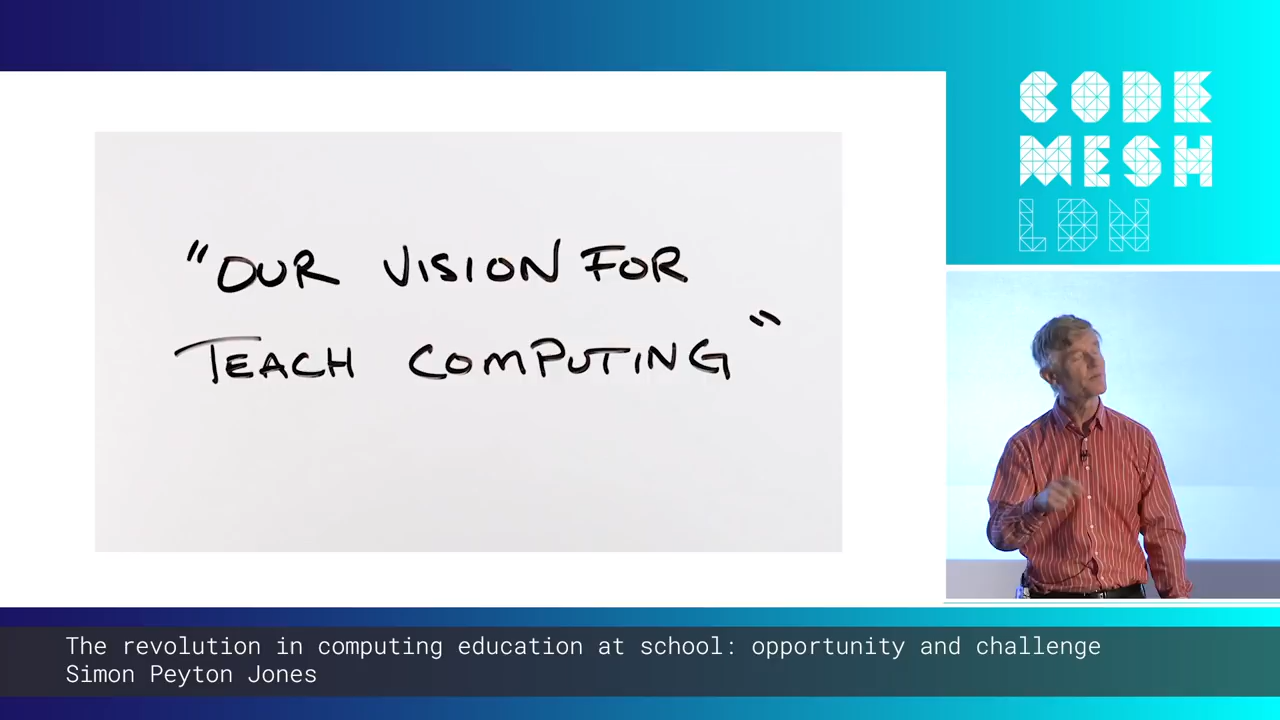 "OUR VISION FOR
TEACH COMPUTING"
CODE
MESH
LDN
The revolution in computing education at school: opportunity and challenge
Simon Peyton Jones